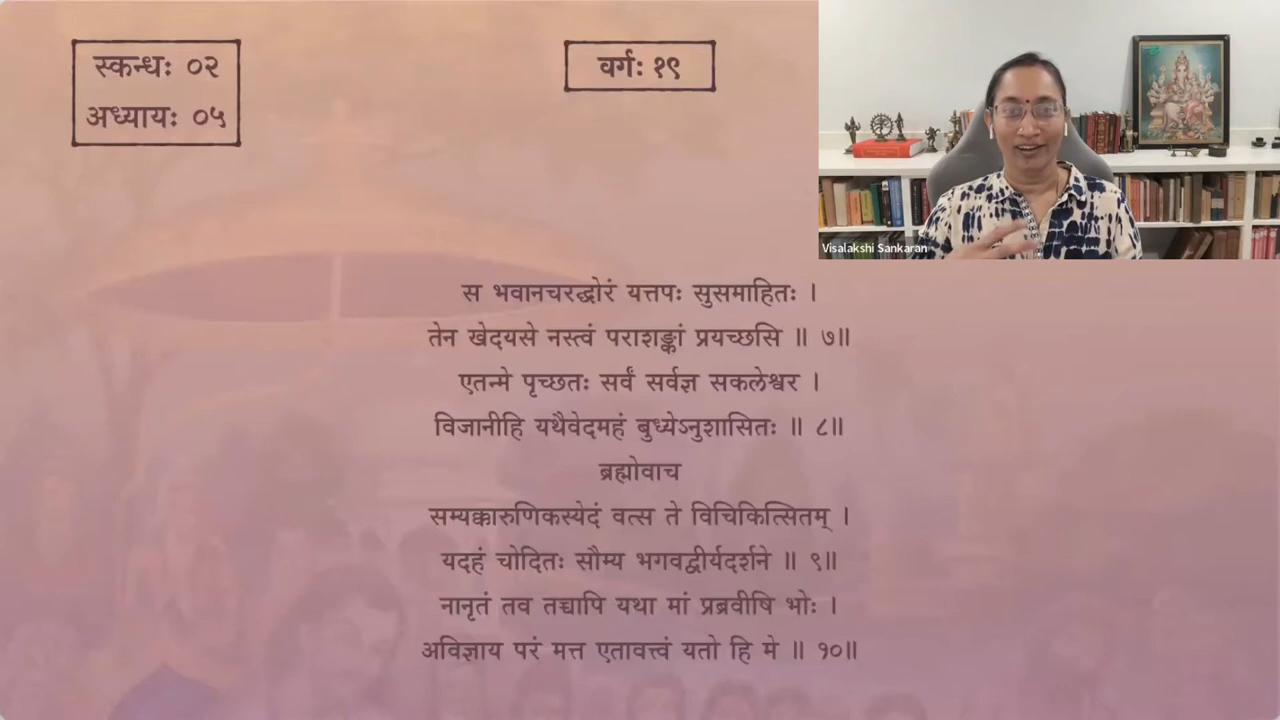 स्कन्धः ०२
अध्यायः ०५
वर्गः १९
Visalakshi Sankaran
स भवानचरद्घोरं यत्तपः सुसमाहितः ।
तेन खेदयसे नस्त्वं पराशङ्कां प्रयच्छसि ॥ ७॥
एतन्मे पृच्छतः सर्वं सर्वज्ञ सकलेश्वर ।
विजानीहि यथैवेदमहं बुध्येऽनुशासितः ॥ ८॥
ब्रह्मोवाच
सम्यक्कारुणिकस्येदं वत्स ते विचिकित्सितम् ।
यदहं चोदितः सौम्य भगवद्वीर्यदर्शने ॥ ९॥
नानृतं तव तच्चापि यथा मां प्रब्रवीषि भोः ।
अविज्ञाय परं मत्त एतावत्त्वं यतो हि मे ॥ १०॥